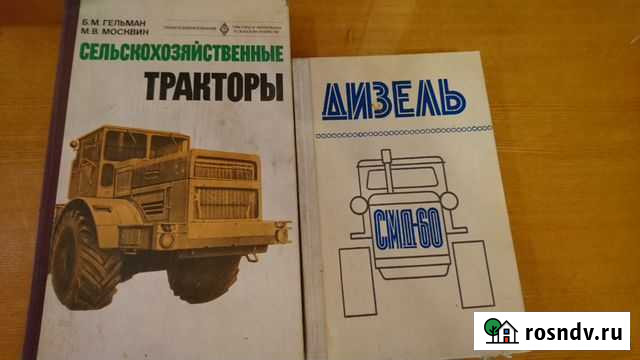 Б.М. ГЕЛЬМАН
М.В. МОСКВИН
СЕЛЬСКОХОЗЯЙСТВЕННЫЕ
ТРАКТОРЫ
ДИЗЕЛЬ
СМД-60
rosndv.ru